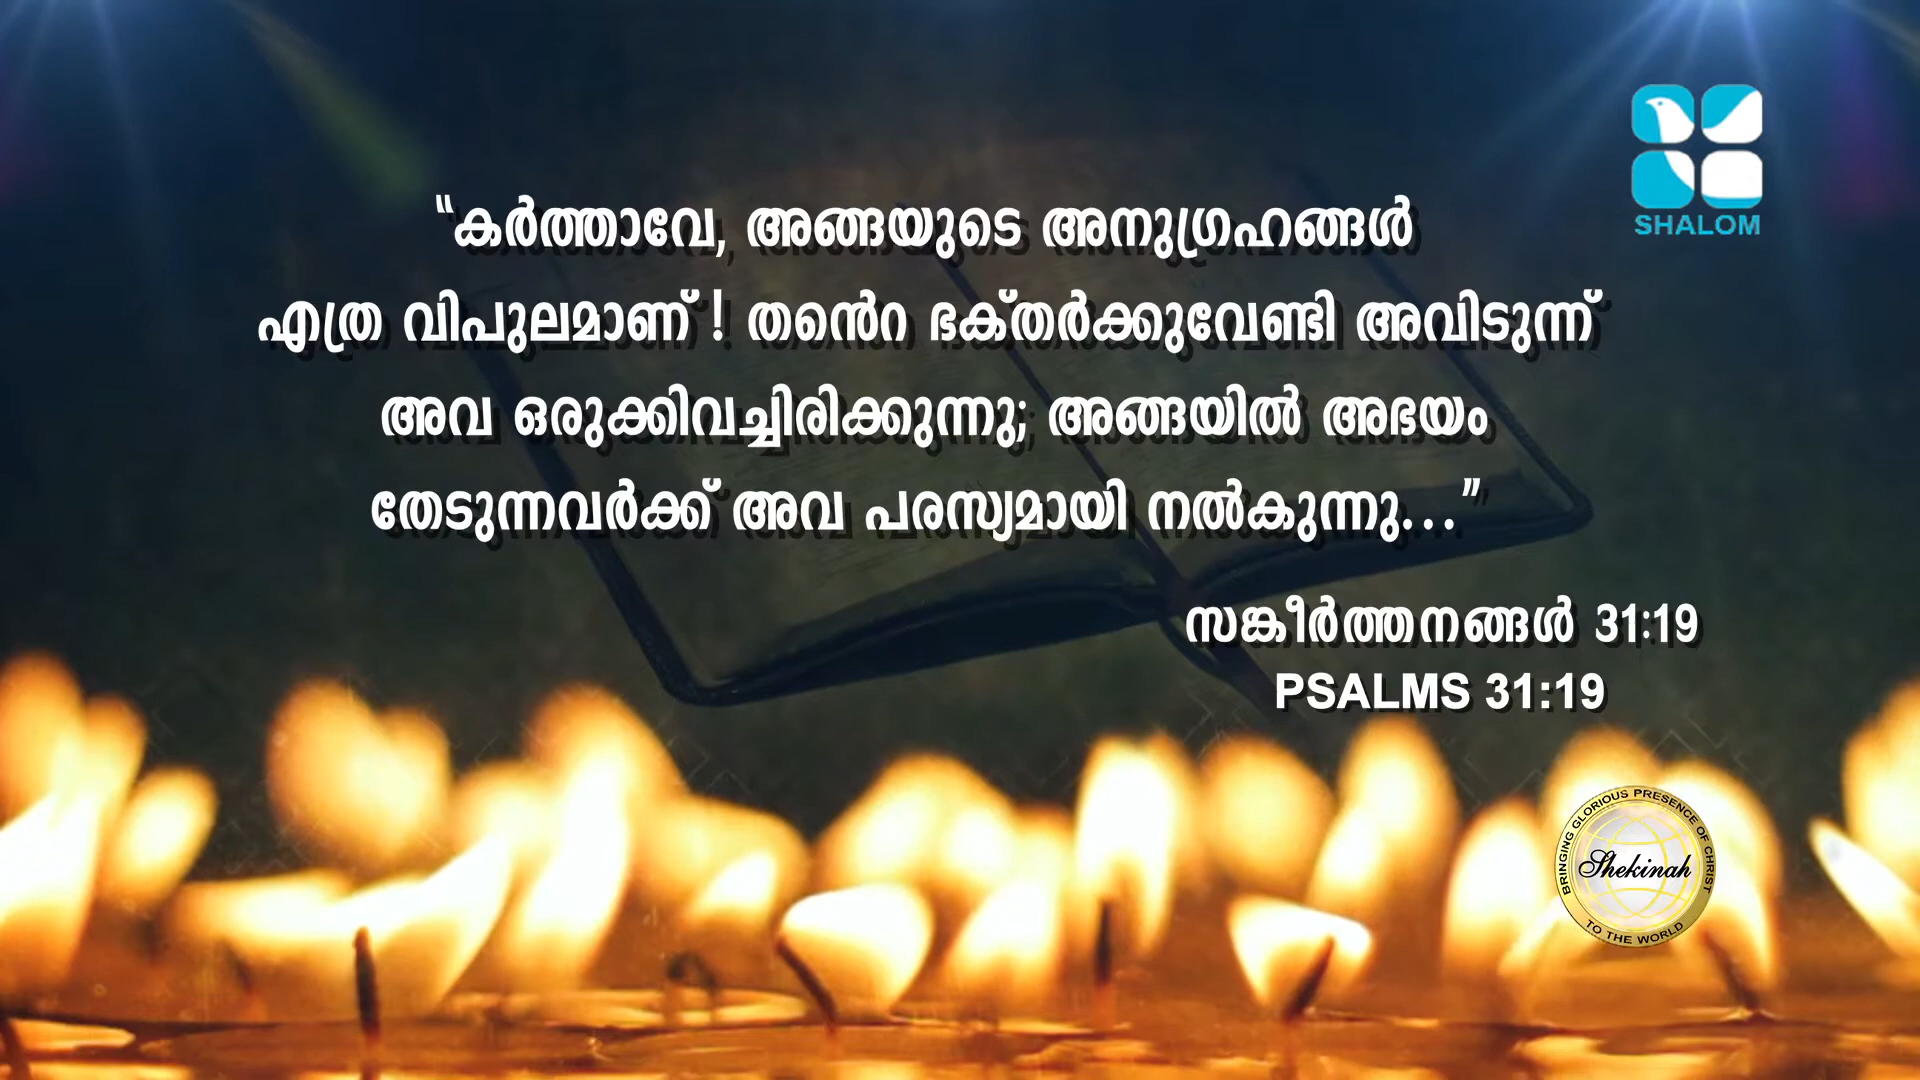 SHALOM
“കർത്താവേ, അങ്ങയുടെ അനുഗ്രഹങ്ങൾ
എത്ര വിപുലമാണ് ! തൻെറ ഭക്തർക്കുവേണ്ടി അവിടുന്ന്
അവ ഒരുക്കിവച്ചിരിക്കുന്നു; അങ്ങയിൽ അഭയം
തേടുന്നവർക്ക് അവ പരസ്യമായി നൽകുന്നു...”
സങ്കീർത്തനങ്ങൾ 31:19
PSALMS 31:19
BRINGING GLORIOUS PRESENCE OF CHRIST
Shekinah
TO THE WORLD